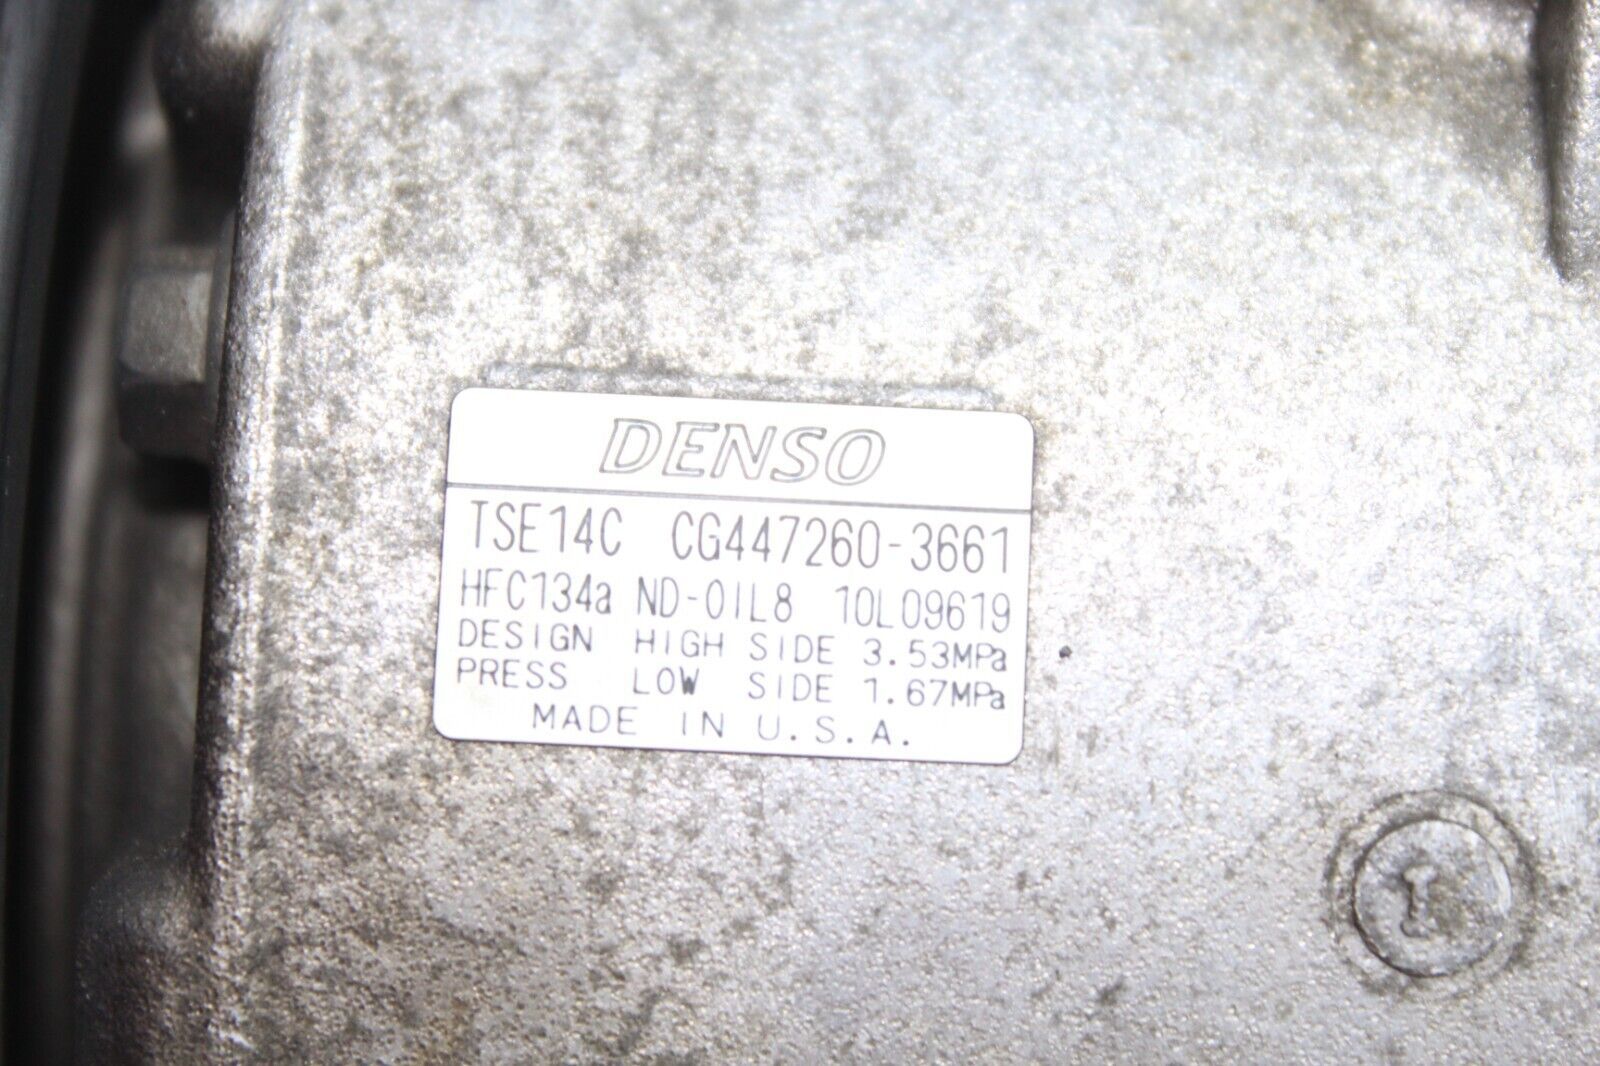 DENSO
TSE14C CG447260-3661
HFC134a ND-OIL8 10L09619
DESIGN HIGH SIDE 3.53MPa
PRESS LOW SIDE 1.67MPa
MADE IN U.S.A.
I